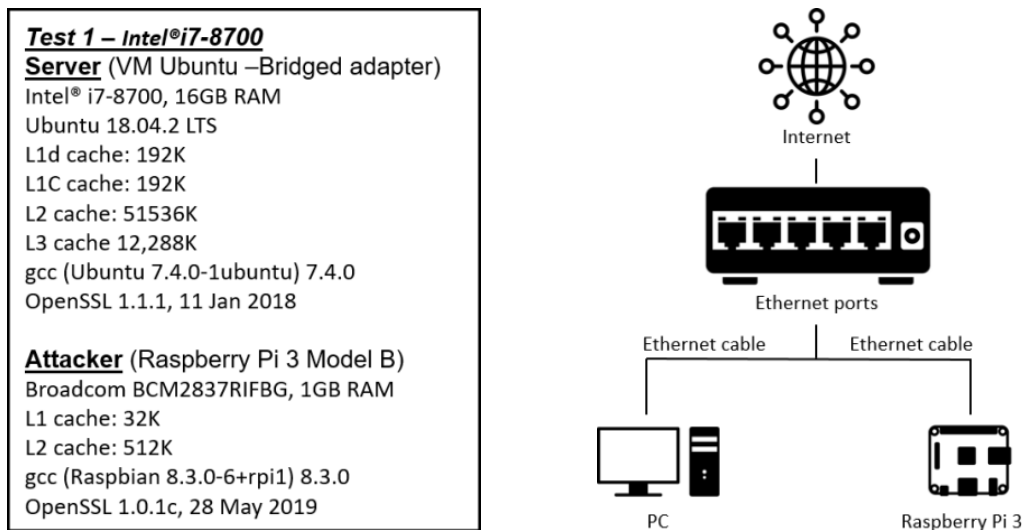 Test 1 – Intel®i7-8700
Server (VM Ubuntu –Bridged adapter)
Intel® i7-8700, 16GB RAM
Ubuntu 18.04.2 LTS
L1d cache: 192K
L1C cache: 192K
L2 cache: 51536K
L3 cache 12,288K
gcc (Ubuntu 7.4.0-1ubuntu) 7.4.0
OpenSSL 1.1.1, 11 Jan 2018
Attacker (Raspberry Pi 3 Model B)
Broadcom BCM2837RIFBG, 1GB RAM
L1 cache: 32K
L2 cache: 512K
gcc (Raspbian 8.3.0-6+rpi1) 8.3.0
OpenSSL 1.0.1c, 28 May 2019
Internet
Ethernet ports
Ethernet cable
Ethernet cable
PC
Raspberry Pi 3